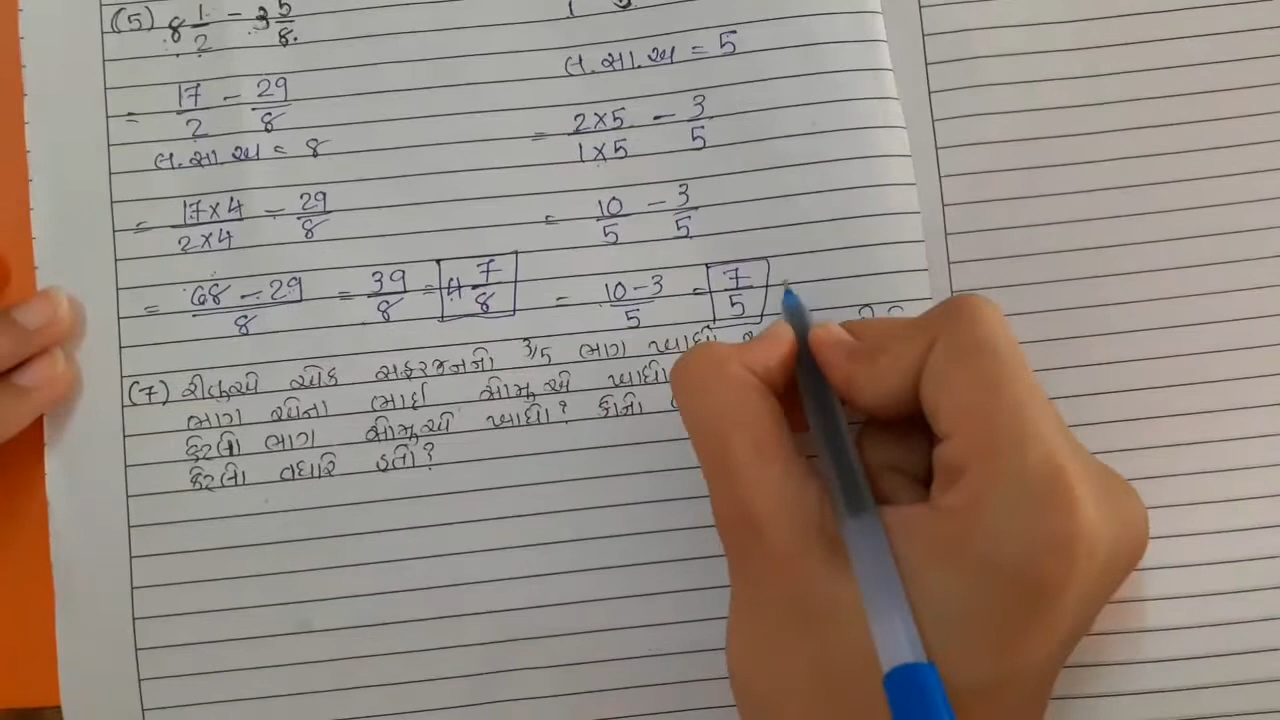 (5) 8 1/2 - 3 5/8
= 17/2 - 29/8
લ.સા.અ = 8
= 17×4/2×4 - 29/8
= 68-29/8 = 39/8 = 4 7/8
લ.સા.અ = 5
= 2×5/1×5 - 3/5
= 10/5 - 3/5
= 10-3/5 = 7/5
(7) રીતુએ એક સફરજનનો 3/5 ભાગ ખાધો
ભાગ એના ભાઈ સોમુએ ખાધો
કેટલો ભાગ સોમુએ ખાધો? કોનો
કેટલો વધારે હતો?